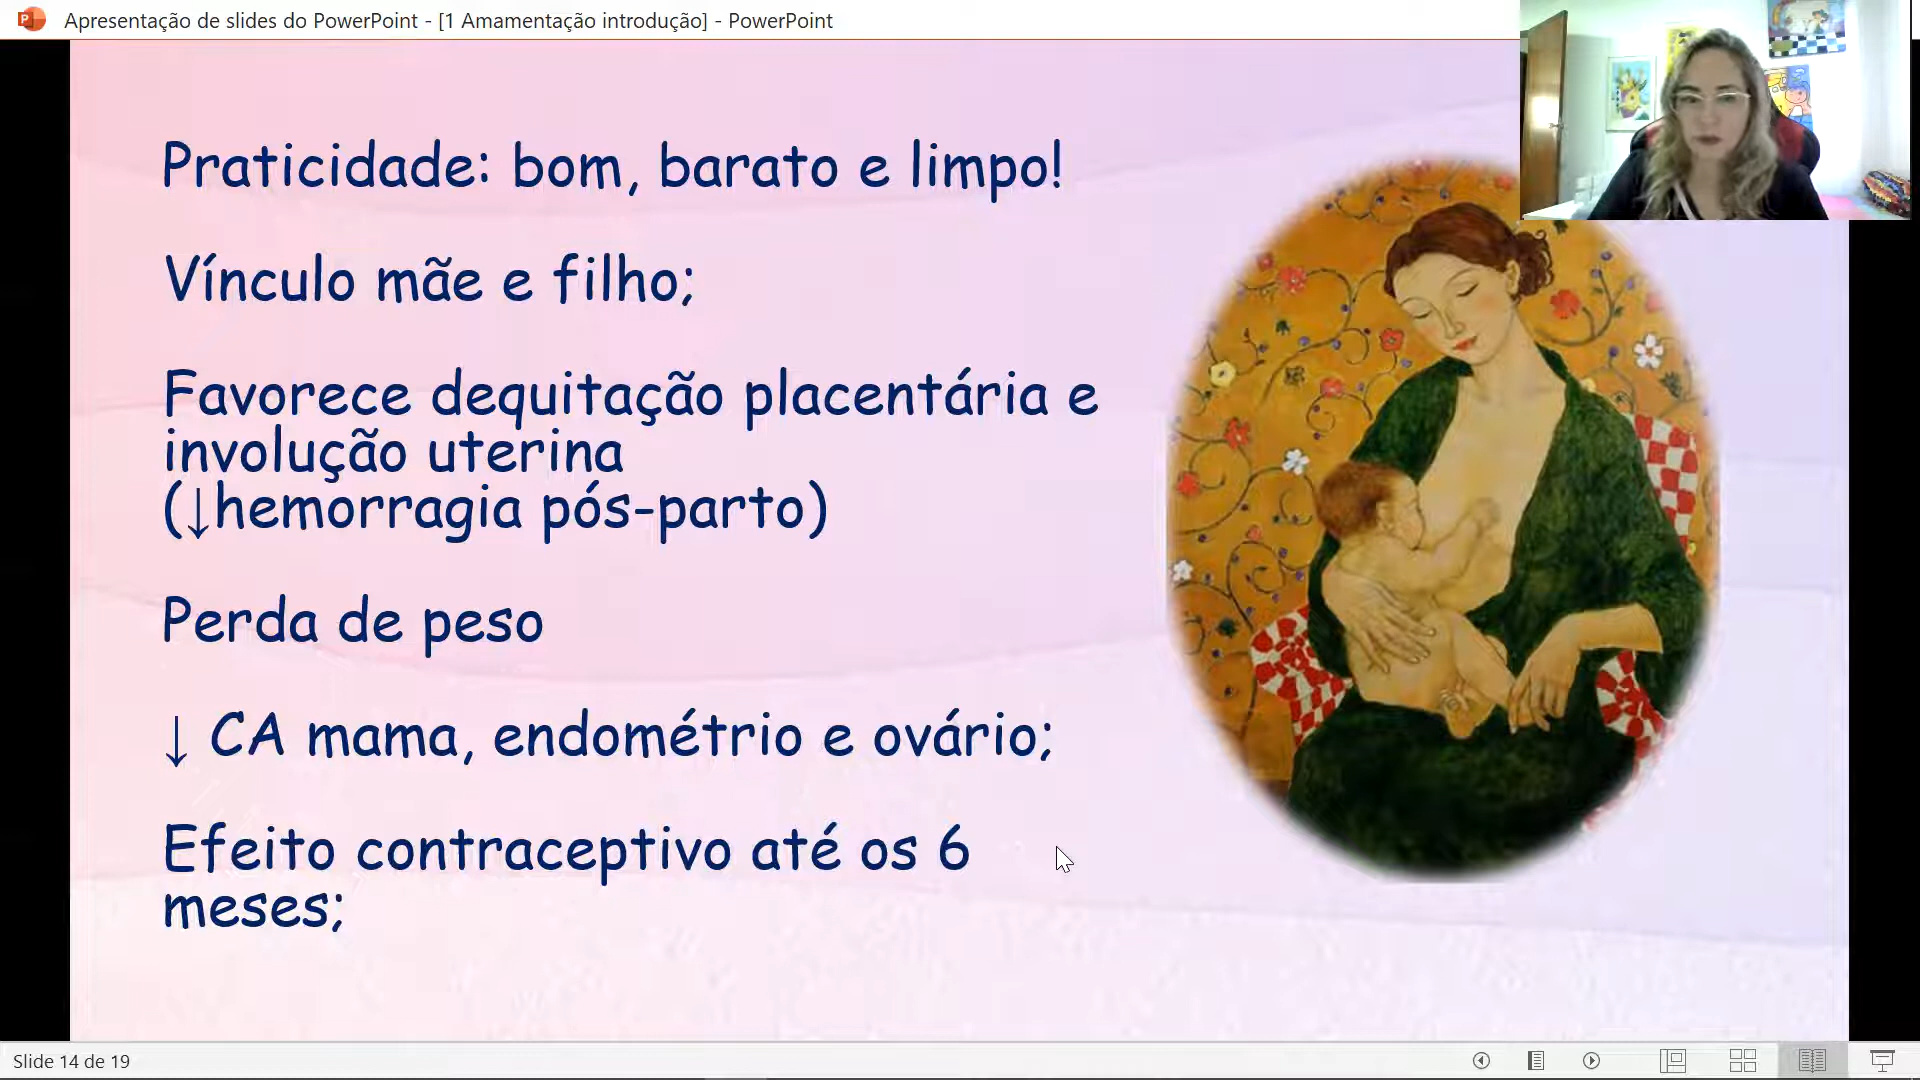 Apresentação de slides do PowerPoint - [1 Amamentação introdução] - PowerPoint
Praticidade: bom, barato e limpo!
Vínculo mãe e filho;
Favorece dequitação placentária e
involução uterina
(↓hemorragia pós-parto)
Perda de peso
↓ CA mama, endométrio e ovário;
Efeito contraceptivo até os 6
meses;
Slide 14 de 19